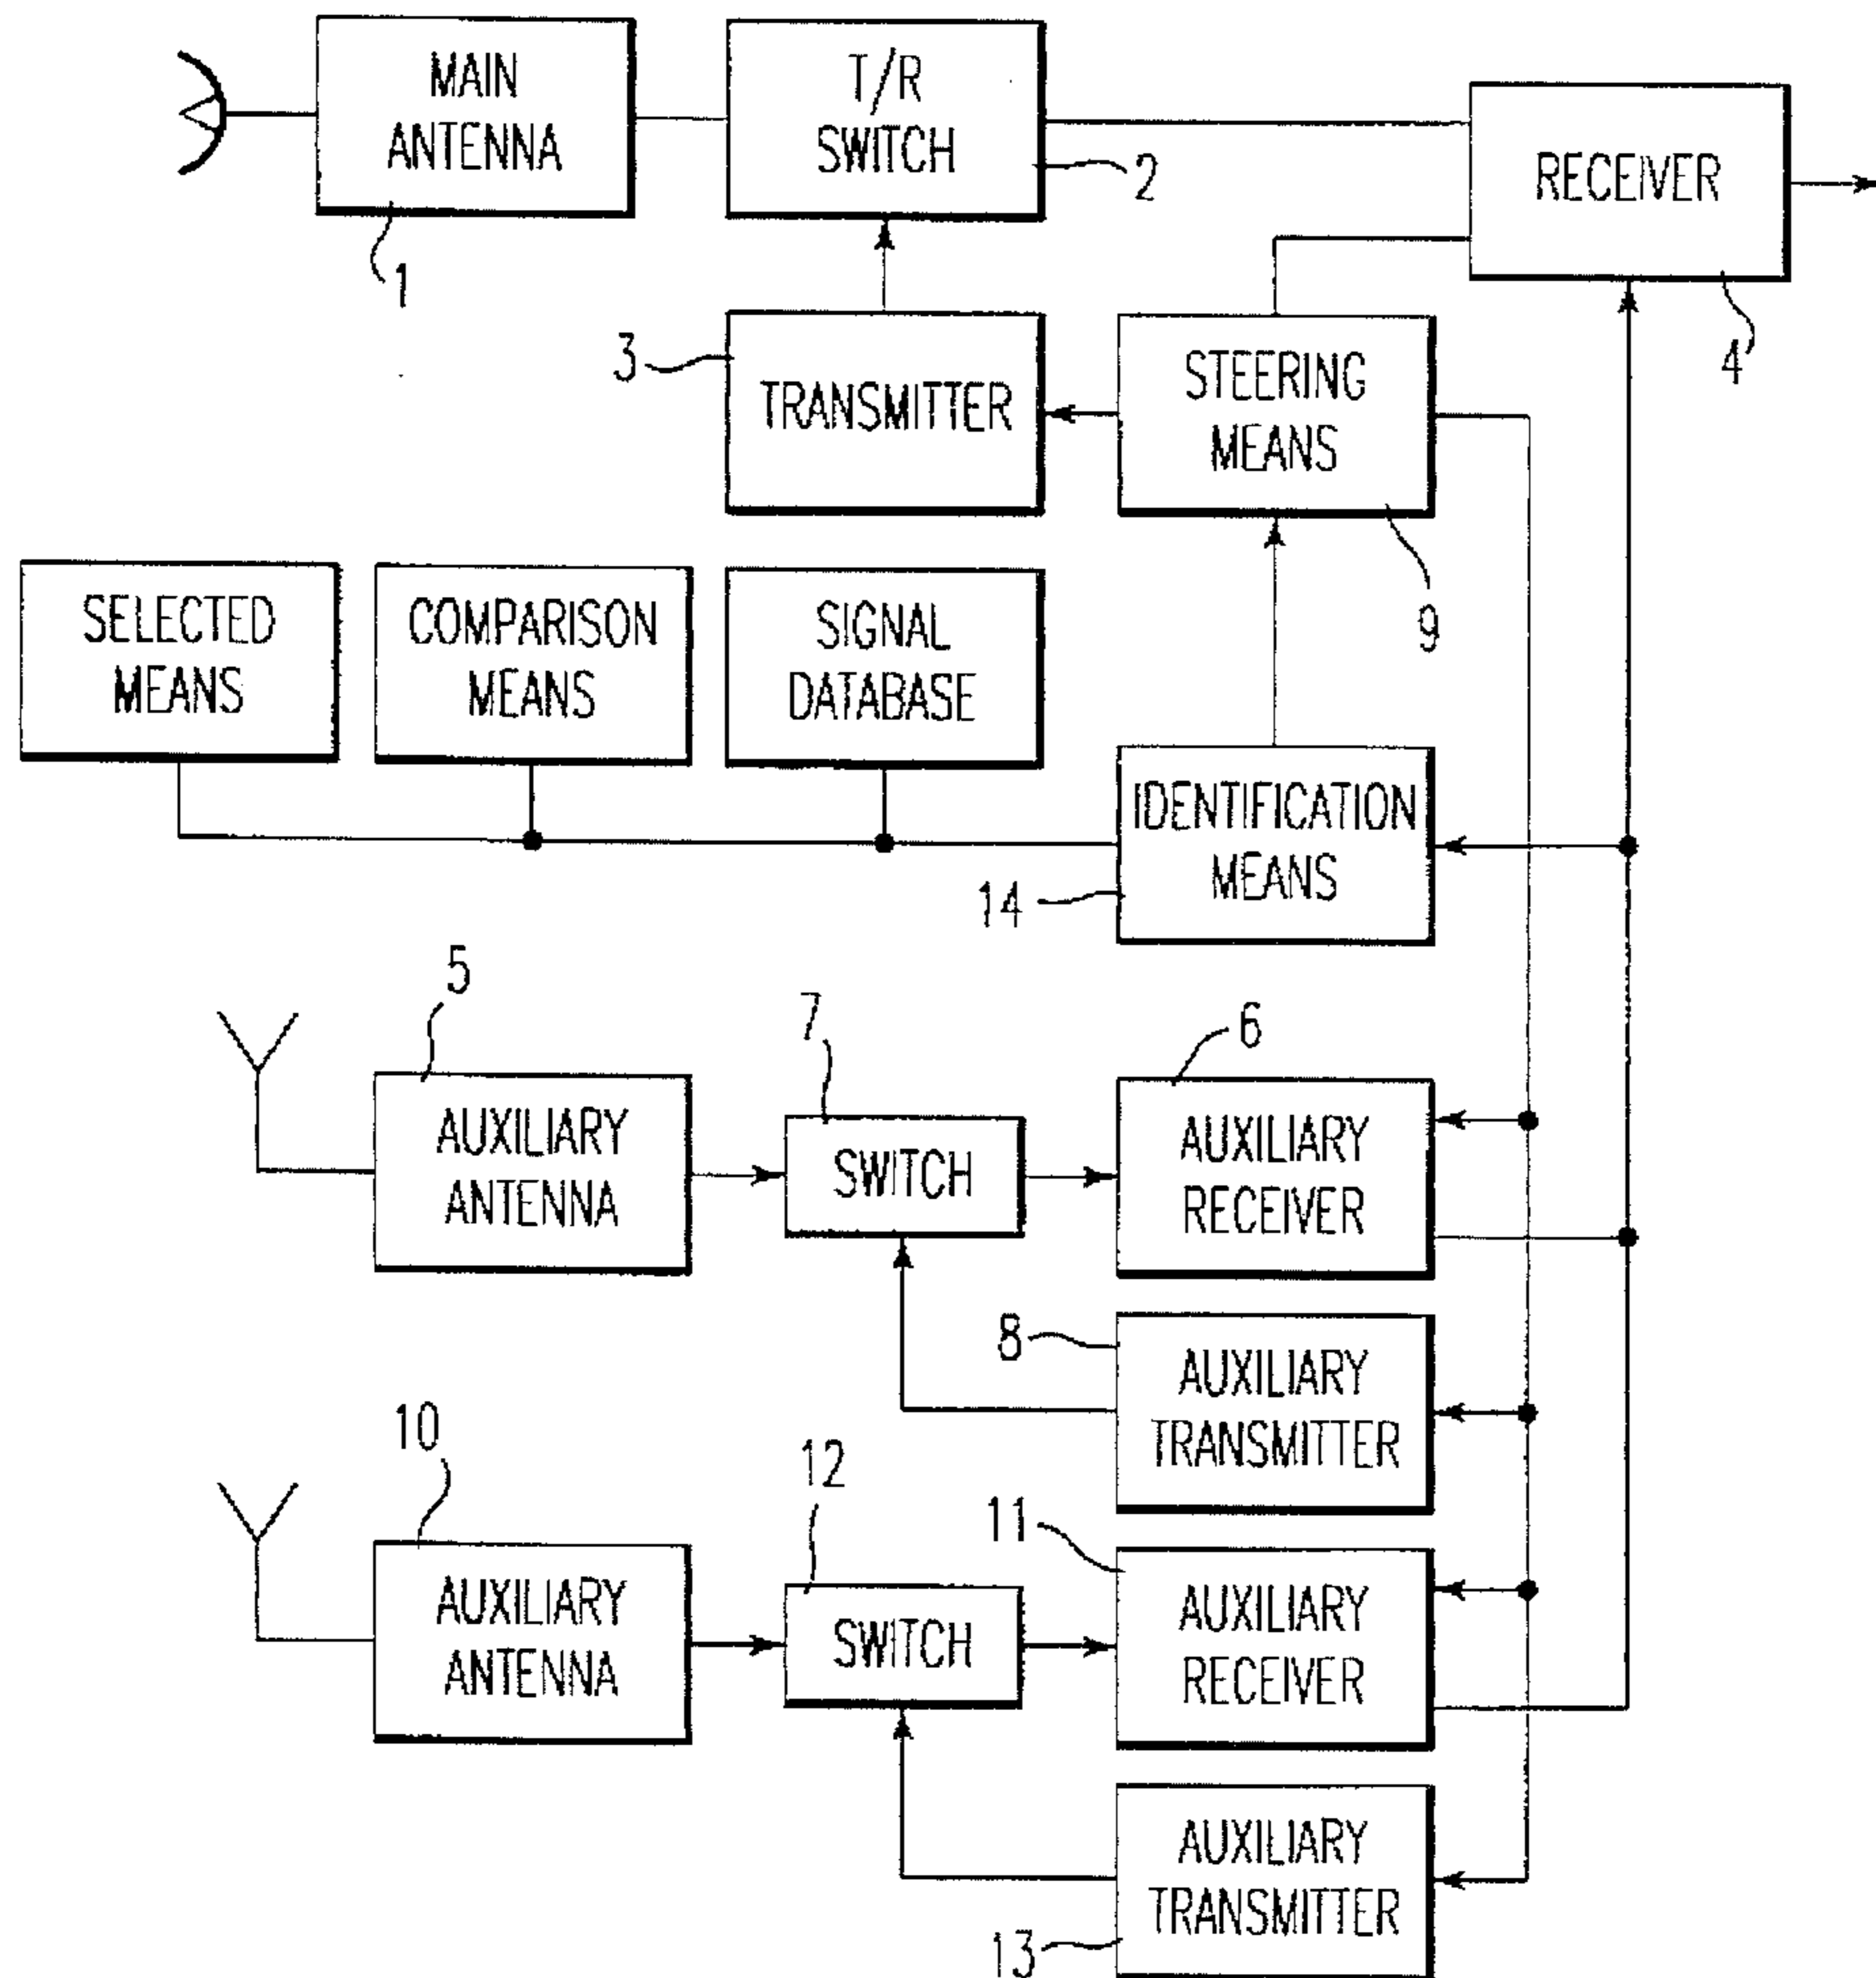 MAIN
ANTENNA
1
T/R
SWITCH
2
RECEIVER
4
3
TRANSMITTER
STEERING
MEANS
9
SELECTED
MEANS
COMPARISON
MEANS
SIGNAL
DATABASE
IDENTIFICATION
MEANS
14
5
AUXILIARY
ANTENNA
7
SWITCH
6
AUXILIARY
RECEIVER
8
AUXILIARY
TRANSMITTER
10
AUXILIARY
ANTENNA
12
SWITCH
11
AUXILIARY
RECEIVER
AUXILIARY
TRANSMITTER
13